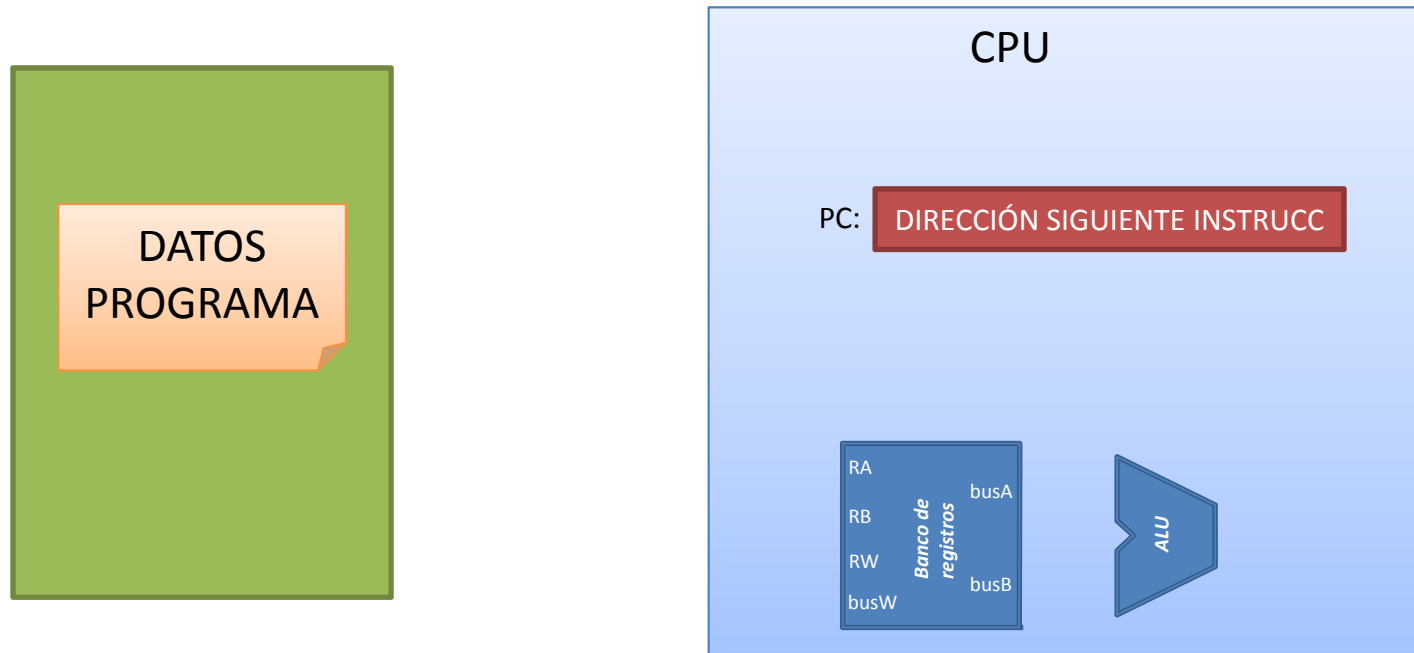 CPU
DATOS
PROGRAMA
PC:
DIRECCIÓN SIGUIENTE INSTRUCC
RA
RB
RW
busW
Banco de
registros
busA
busB
ALU